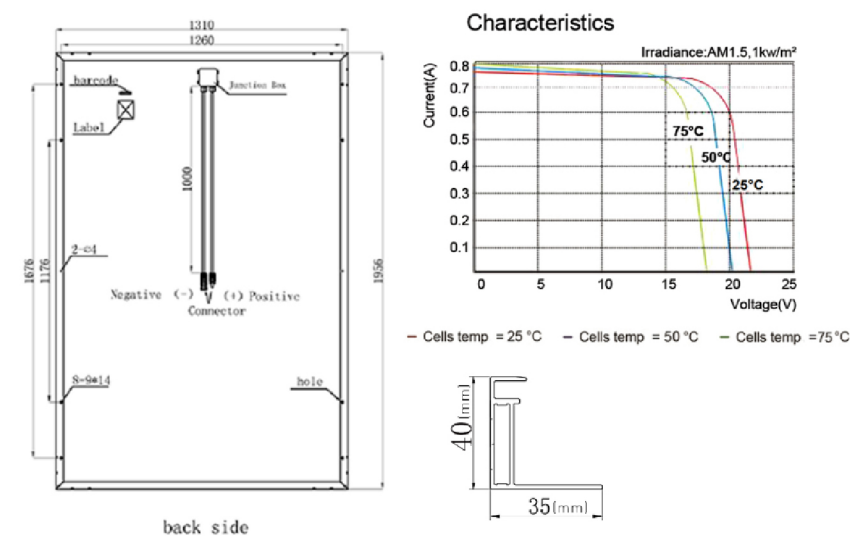 1310
1260
barcode
Label
Junction Box
1000
2-ø4
1676
1176
1956
Negative (-) (+) Positive
Connector
8-9*14
hole
back side
Characteristics
Irradiance:AM1.5,1kw/m²
Current(A)
0.8
0.7
0.6
0.5
0.4
0.3
0.2
0.1
75°C
50°C
25°C
0 5 10 15 20 25
Voltage(V)
Cells temp = 25 °C Cells temp = 50 °C Cells temp =75°C
40(mm)
35(mm)